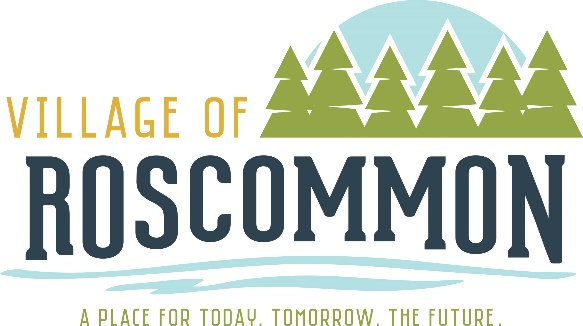 VILLAGE OF
ROSCOMMON
A PLACE FOR TODAY. TOMORROW. THE FUTURE.